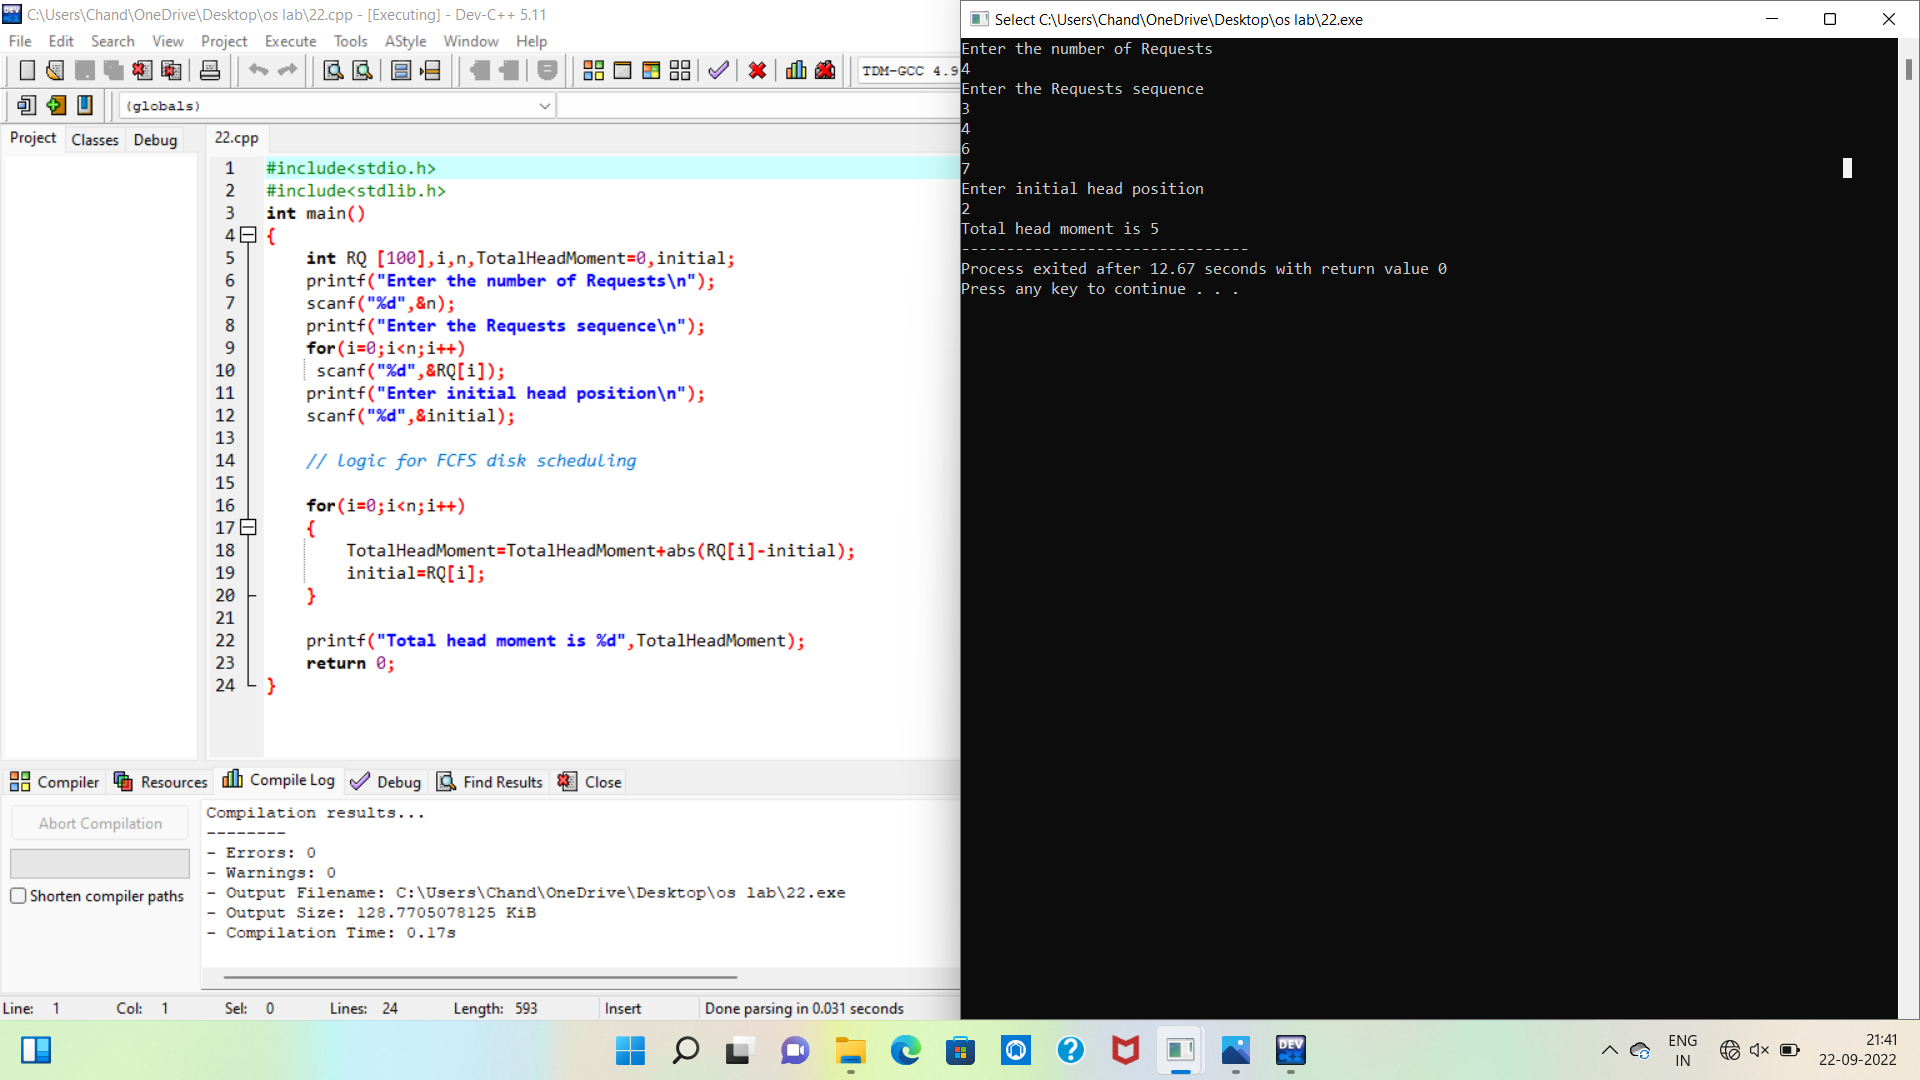 C:\Users\Chand\OneDrive\Desktop\os lab\22.cpp - [Executing] - Dev-C++ 5.11
File Edit Search View Project Execute Tools AStyle Window Help
TDM-GCC 4.9
(globals)
Project Classes Debug
22.cpp
1 #include<stdio.h>
2 #include<stdlib.h>
3 int main()
4 {
5 int RQ [100],i,n,TotalHeadMoment=0,initial;
6 printf("Enter the number of Requests\n");
7 scanf("%d",&n);
8 printf("Enter the Requests sequence\n");
9 for(i=0;i<n;i++)
10 scanf("%d",&RQ[i]);
11 printf("Enter initial head position\n");
12 scanf("%d",&initial);
13
14 // logic for FCFS disk scheduling
15
16 for(i=0;i<n;i++)
17 {
18 TotalHeadMoment=TotalHeadMoment+abs(RQ[i]-initial);
19 initial=RQ[i];
20 }
21
22 printf("Total head moment is %d",TotalHeadMoment);
23 return 0;
24 }
Compiler Resources Compile Log Debug Find Results Close
Abort Compilation
Shorten compiler paths
Compilation results...
--------
- Errors: 0
- Warnings: 0
- Output Filename: C:\Users\Chand\OneDrive\Desktop\os lab\22.exe
- Output Size: 128.7705078125 KiB
- Compilation Time: 0.17s
Line: 1 Col: 1 Sel: 0 Lines: 24 Length: 593 Insert Done parsing in 0.031 seconds
Select C:\Users\Chand\OneDrive\Desktop\os lab\22.exe
Enter the number of Requests
4
Enter the Requests sequence
3
4
6
7
Enter initial head position
2
Total head moment is 5
--------------------------------
Process exited after 12.67 seconds with return value 0
Press any key to continue . . .
DEV C++
ENG
IN
21:41
22-09-2022